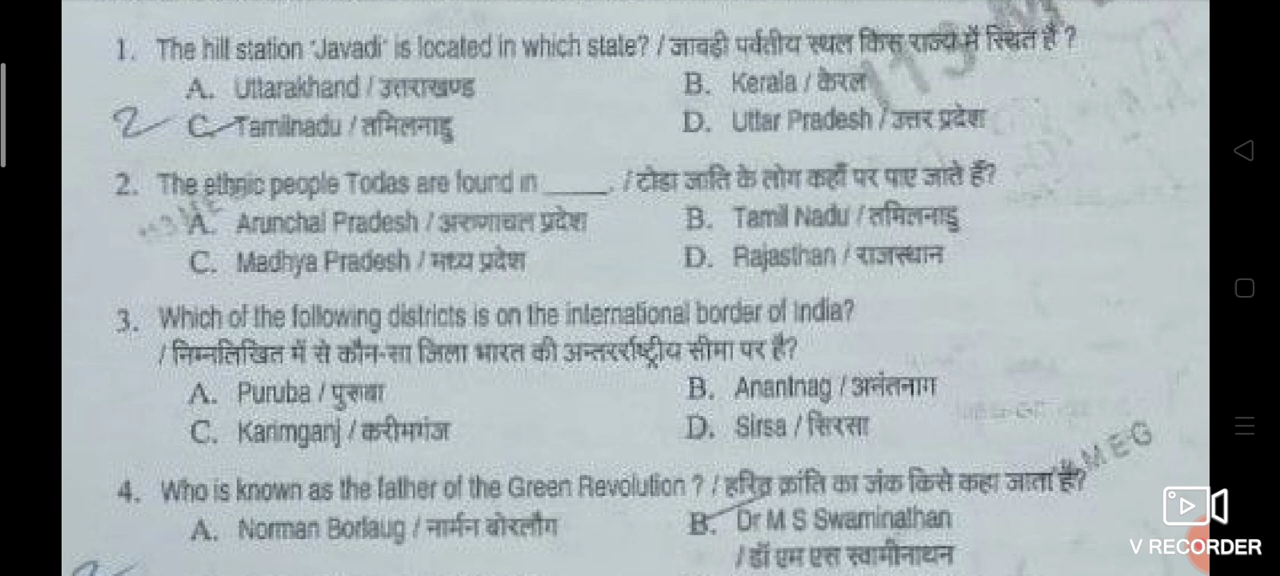 1. The hill station 'Javadi' is located in which state? / जावड़ी पर्वतीय स्थल किस राज्य में स्थित है ?
A. Uttarakhand / उत्तराखण्ड B. Kerala / केरल
2 C. Tamilnadu / तमिलनाडु D. Uttar Pradesh / उत्तर प्रदेश
2. The ethnic people Todas are found in _____. / टोडा जाति के लोग कहाँ पर पाए जाते हैं?
A. Arunchal Pradesh / अरुणाचल प्रदेश B. Tamil Nadu / तमिलनाडु
C. Madhya Pradesh / मध्य प्रदेश D. Rajasthan / राजस्थान
3. Which of the following districts is on the international border of India?
/ निम्नलिखित में से कौन-सा जिला भारत की अन्तर्राष्ट्रीय सीमा पर है?
A. Puruba / पुरुबा B. Anantnag / अनंतनाग
C. Karimganj / करीमगंज D. Sirsa / सिरसा
4. Who is known as the father of the Green Revolution ? / हरित क्रांति का जंक किसे कहा जाता है?
A. Norman Borlaug / नार्मन बोरलौग B. Dr M S Swaminathan
/ डॉ एम एस स्वामीनाथन
V RECORDER